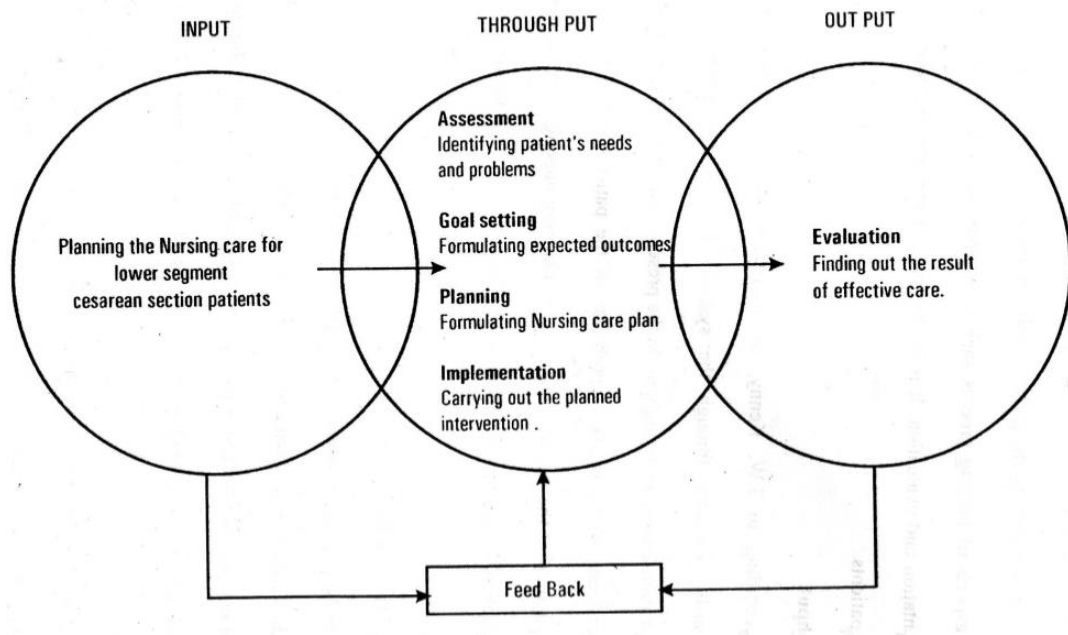 INPUT
THROUGH PUT
OUT PUT
Planning the Nursing care for
lower segment
cesarean section patients
Assessment
Identifying patient's needs
and problems
Goal setting
Formulating expected outcomes
Planning
Formulating Nursing care plan
Implementation
Carrying out the planned
intervention .
Evaluation
Finding out the result
of effective care.
Feed Back